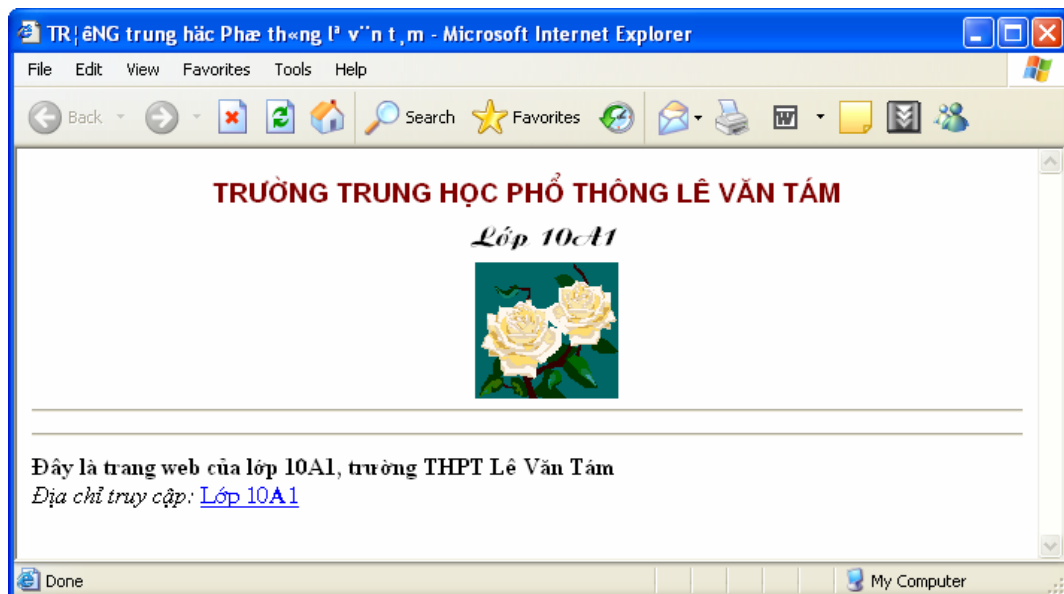 TR¦êNG trung häc Phæ th«ng lª v¨n t¸m - Microsoft Internet Explorer
File Edit View Favorites Tools Help
Back Search Favorites
TRƯỜNG TRUNG HỌC PHỔ THÔNG LÊ VĂN TÁM
Lớp 10A1
Đây là trang web của lớp 10A1, trường THPT Lê Văn Tám
Địa chỉ truy cập: Lớp 10A1
Done My Computer